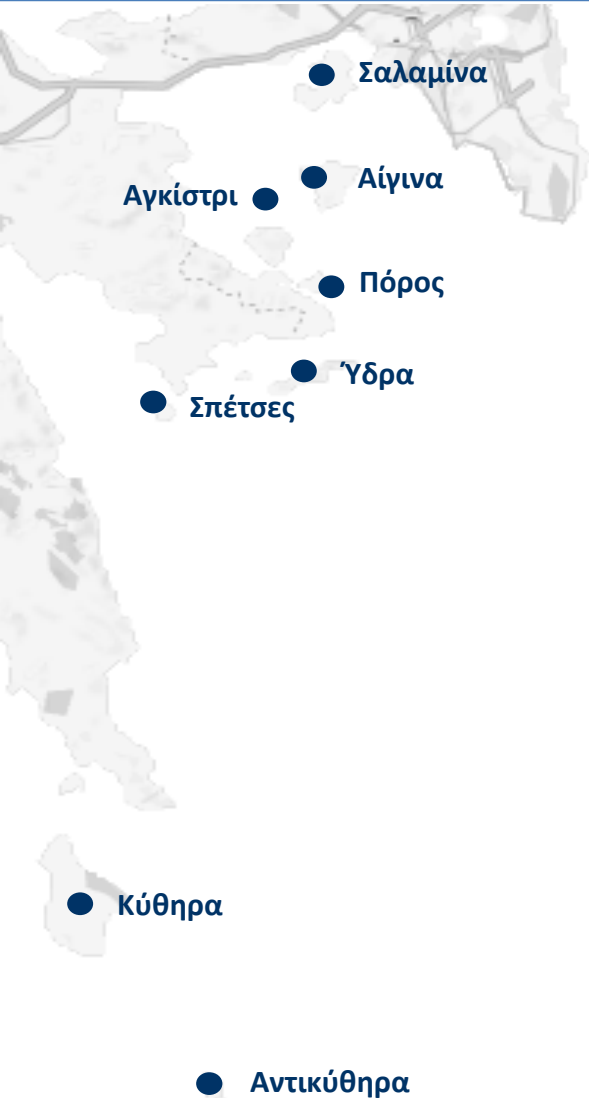 Σαλαμίνα
Αίγινα
Αγκίστρι
Πόρος
Ύδρα
Σπέτσες
Κύθηρα
Αντικύθηρα